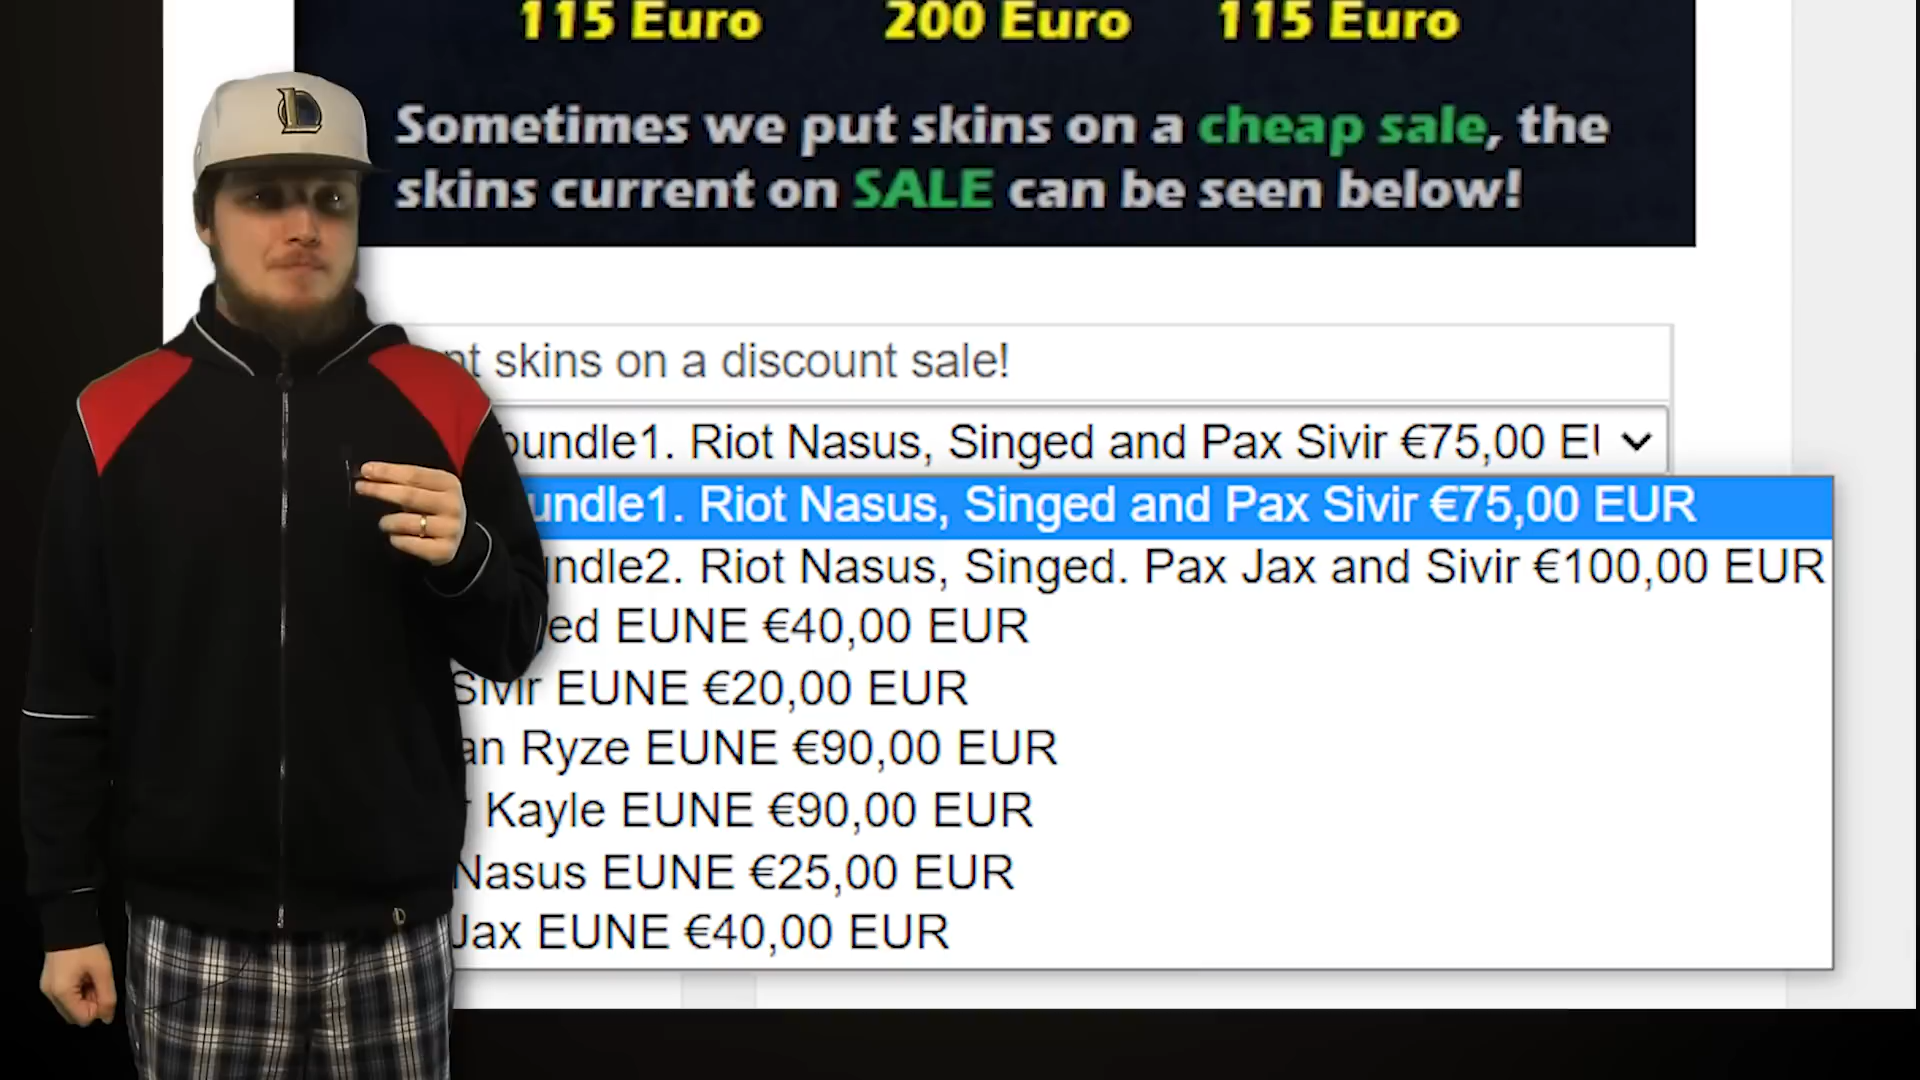 115 Euro 200 Euro 115 Euro
Sometimes we put skins on a cheap sale, the
skins current on SALE can be seen below!
skins on a discount sale!
bundle1. Riot Nasus, Singed and Pax Sivir €75,00
undle1. Riot Nasus, Singed and Pax Sivir €75,00 EUR
undle2. Riot Nasus, Singed. Pax Jax and Sivir €100,00 EUR
ed EUNE €40,00 EUR
Sivir EUNE €20,00 EUR
an Ryze EUNE €90,00 EUR
Kayle EUNE €90,00 EUR
Nasus EUNE €25,00 EUR
Jax EUNE €40,00 EUR